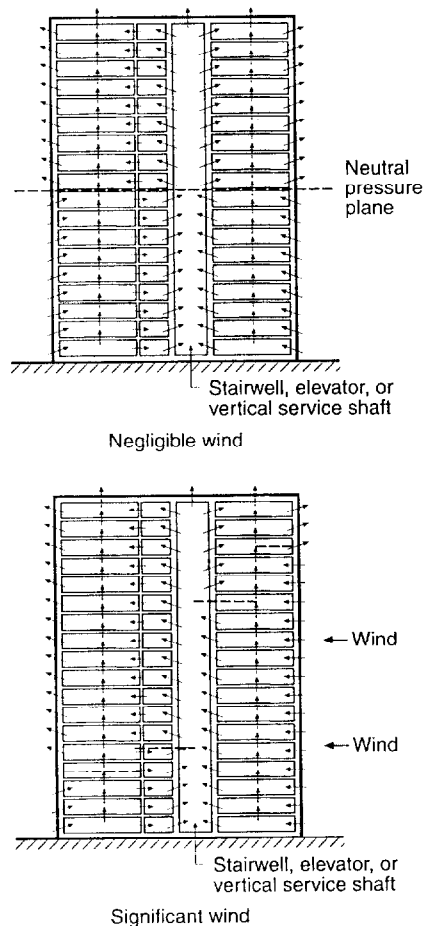 Neutral
pressure
plane
Stairwell, elevator, or
vertical service shaft
Negligible wind
Wind
Wind
Stairwell, elevator, or
vertical service shaft
Significant wind